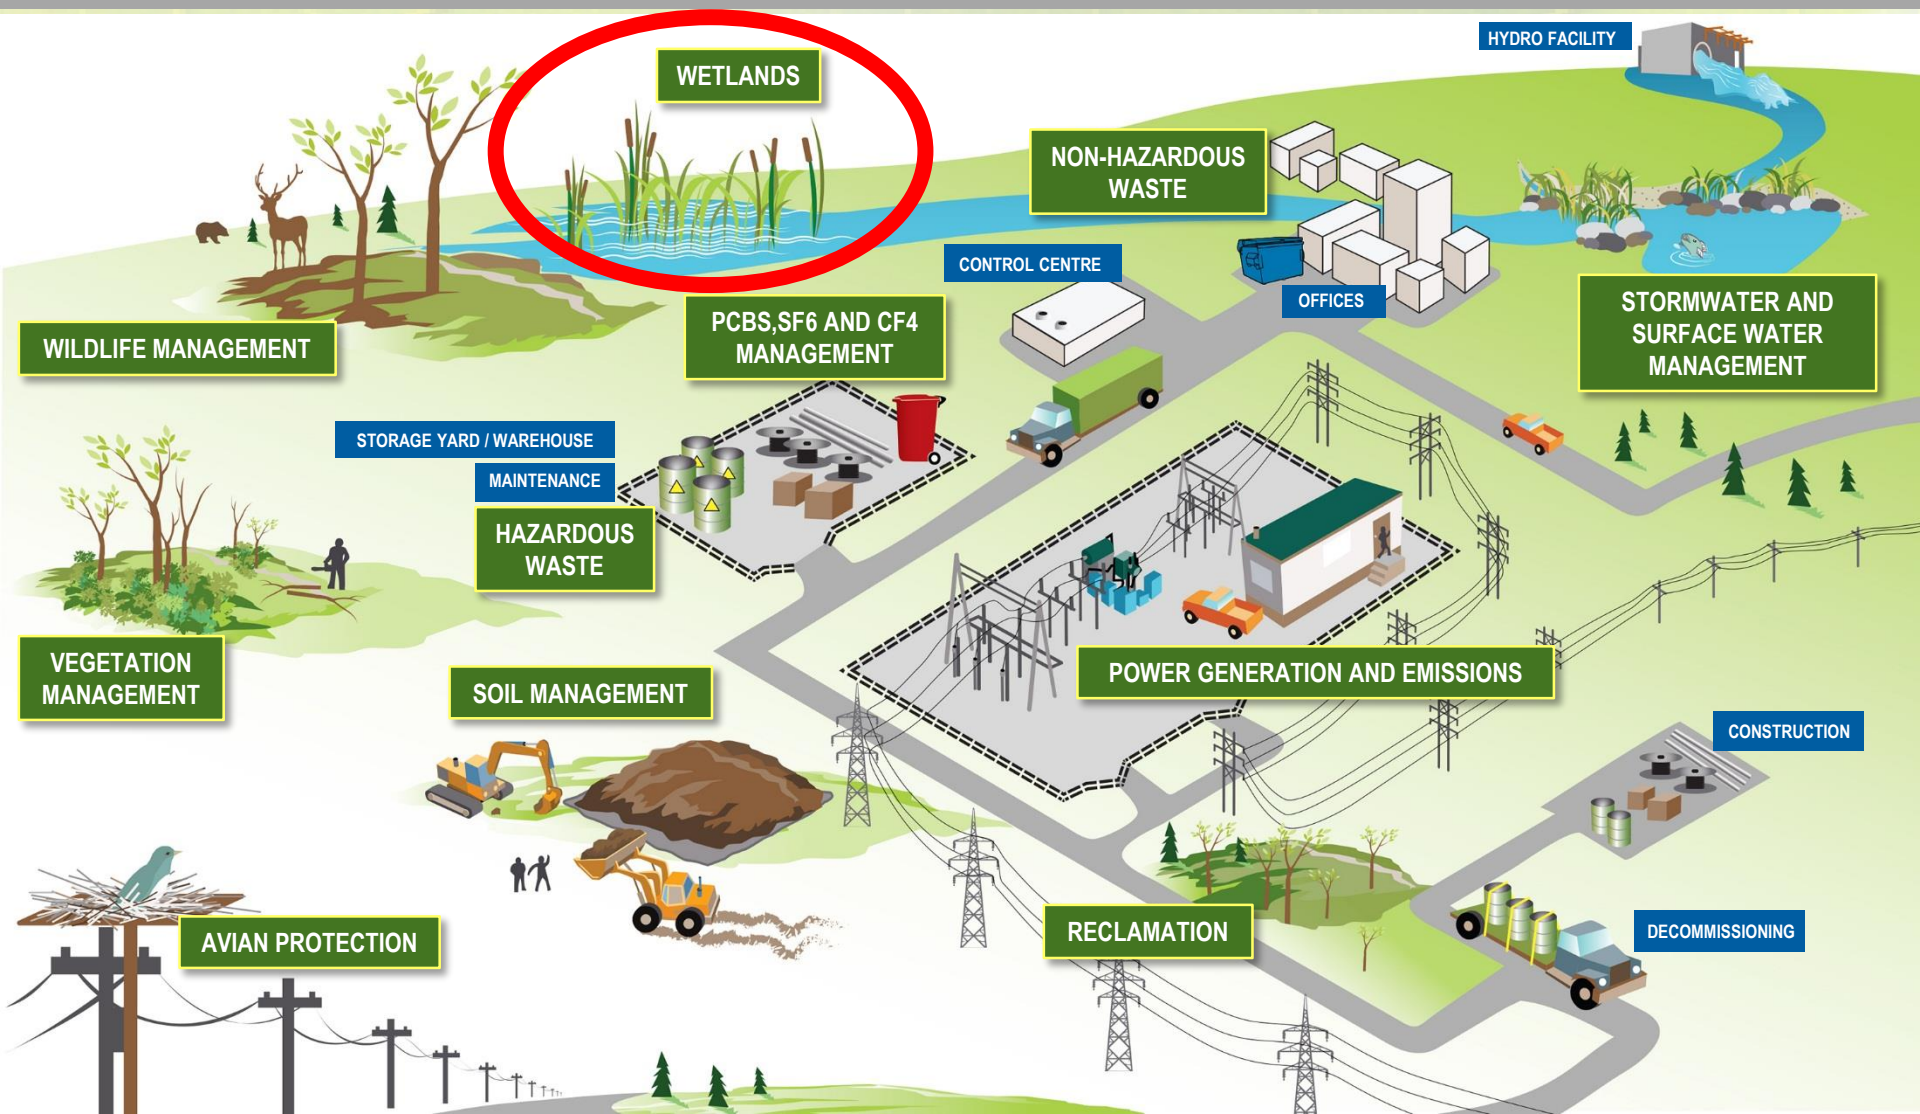 HYDRO FACILITY
WETLANDS
NON-HAZARDOUS
WASTE
CONTROL CENTRE
OFFICES
STORMWATER AND
SURFACE WATER
MANAGEMENT
PCBS,SF6 AND CF4
MANAGEMENT
WILDLIFE MANAGEMENT
STORAGE YARD / WAREHOUSE
MAINTENANCE
HAZARDOUS
WASTE
VEGETATION
MANAGEMENT
SOIL MANAGEMENT
POWER GENERATION AND EMISSIONS
CONSTRUCTION
AVIAN PROTECTION
RECLAMATION
DECOMMISSIONING